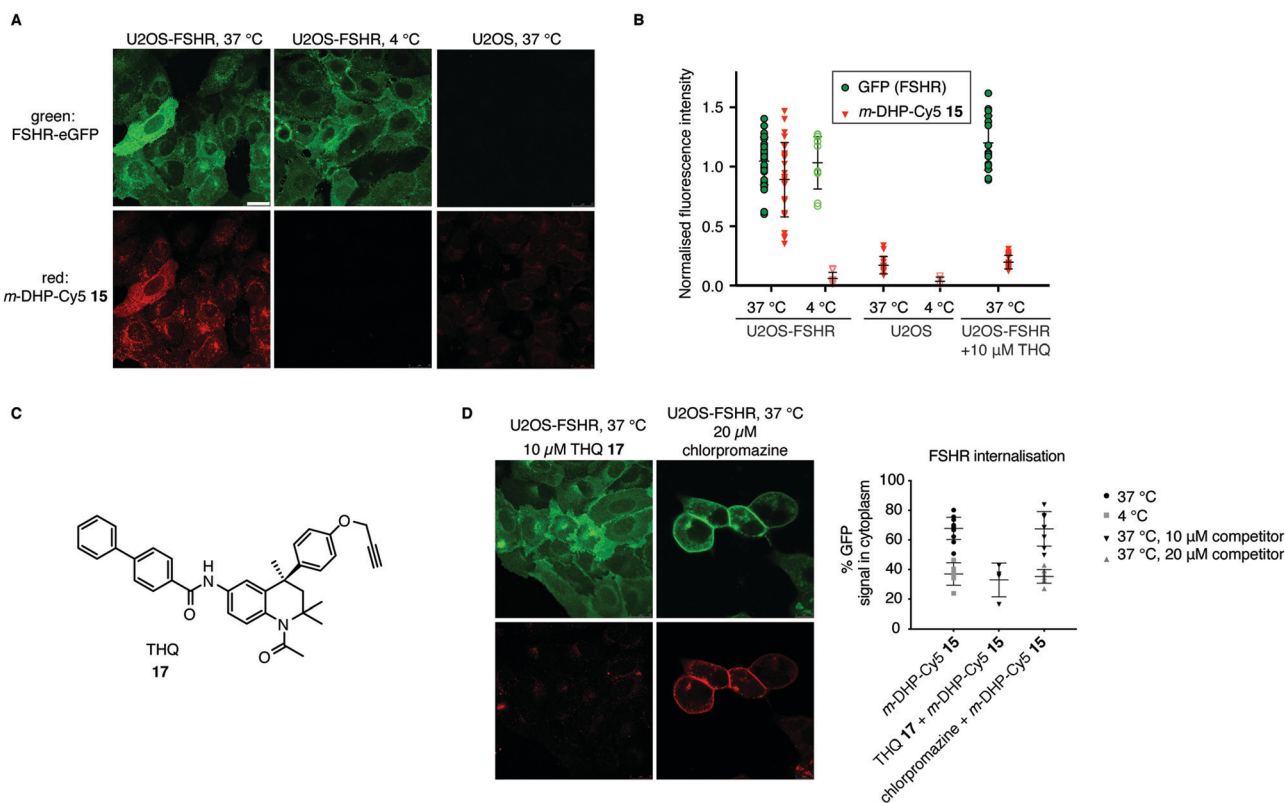 A
U2OS-FSHR, 37 °C
U2OS-FSHR, 4 °C
U2OS, 37 °C
green:
FSHR-eGFP
red:
m-DHP-Cy5 15
B
Normalised fluorescence intensity
1.5
1.0
0.5
0.0
GFP (FSHR)
m-DHP-Cy5 15
37 °C
4 °C
37 °C
4 °C
37 °C
U2OS-FSHR
U2OS
U2OS-FSHR
+10 µM THQ
C
O
H
N
O
N
O
THQ
17
D
U2OS-FSHR, 37 °C
10 µM THQ 17
U2OS-FSHR, 37 °C
20 µM
chlorpromazine
FSHR internalisation
% GFP
signal in cytoplasm
100
80
60
40
20
0
m-DHP-Cy5 15
THQ 17 + m-DHP-Cy5 15
chlorpromazine + m-DHP-Cy5 15
37 °C
4 °C
37 °C, 10 µM competitor
37 °C, 20 µM competitor